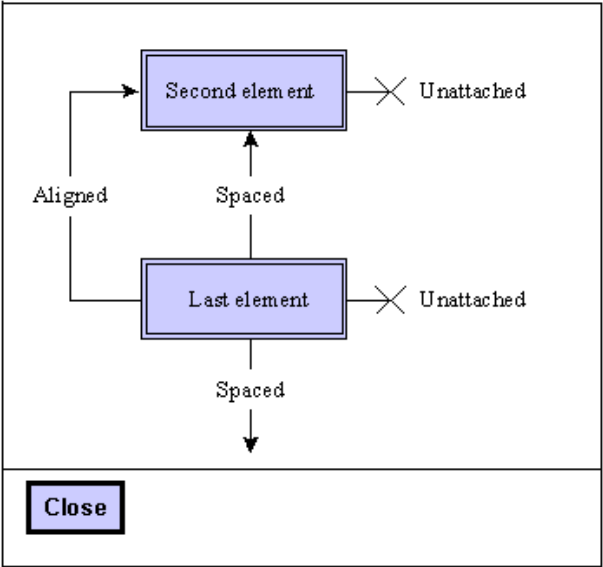 Second element
Unattached
Aligned
Spaced
Last element
Unattached
Spaced
Close